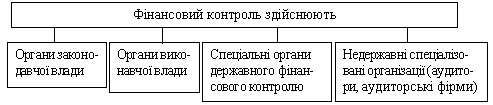 Фінансовий контроль здійснюють
Органи законо-
давчої влади
Органи вико-
навчої влади
Спеціальні органи
державного фінан-
сового контролю
Недержавні спеціалізо-
вані організації (аудито-
ри, аудиторські фірми)